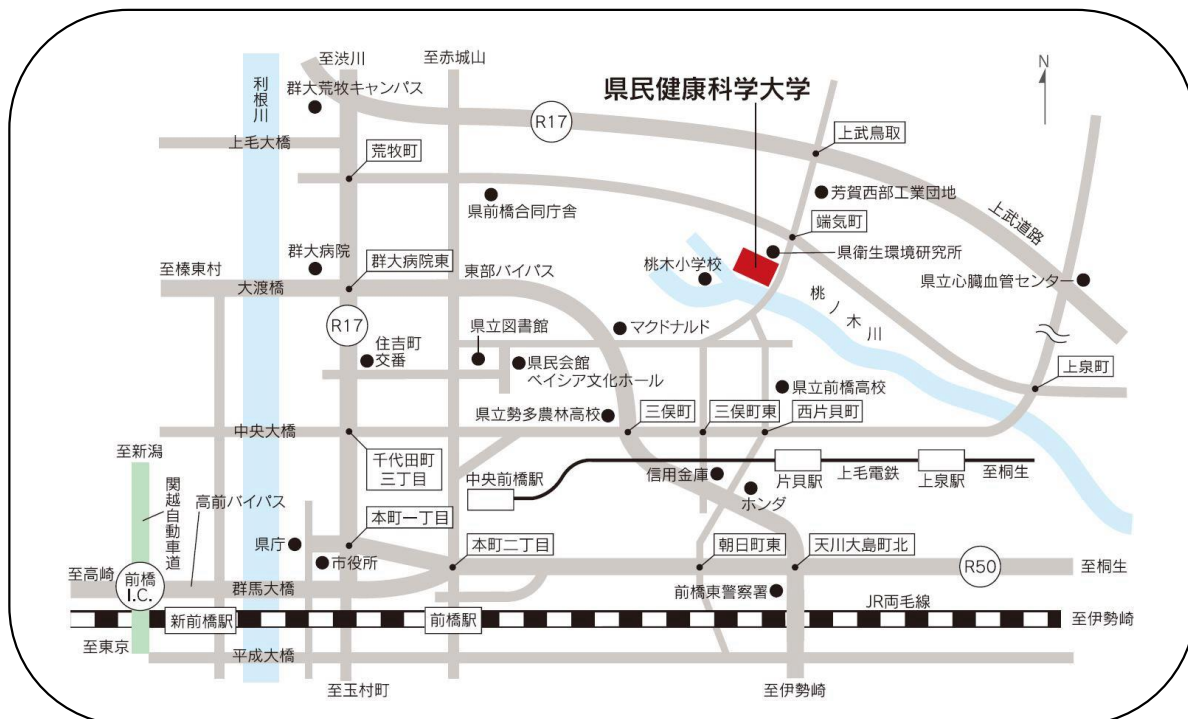 至渋川
至赤城山
N
利根川
群大荒牧キャンパス
県民健康科学大学
R17
上毛大橋
荒牧町
上武鳥取
県前橋合同庁舎
芳賀西部工業団地
端気町
上武道路
群大病院
群大病院東
東部バイパス
桃木小学校
県衛生環境研究所
県立心臓血管センター
至榛東村
大渡橋
桃ノ木川
R17
住吉町
交番
県立図書館
マクドナルド
県民会館
ベイシア文化ホール
上泉町
県立前橋高校
県立勢多農林高校
三俣町
三俣町東
西片貝町
中央大橋
至新潟
千代田町
三丁目
中央前橋駅
信用金庫
片貝駅
上毛電鉄
上泉駅
至桐生
ホンダ
関越自動車道
高前バイパス
本町一丁目
県庁
市役所
本町二丁目
朝日町東
天川大島町北
R50
至桐生
至高崎
前橋
I.C.
群馬大橋
前橋東警察署
JR両毛線
新前橋駅
前橋駅
至伊勢崎
至東京
平成大橋
至玉村町
至伊勢崎